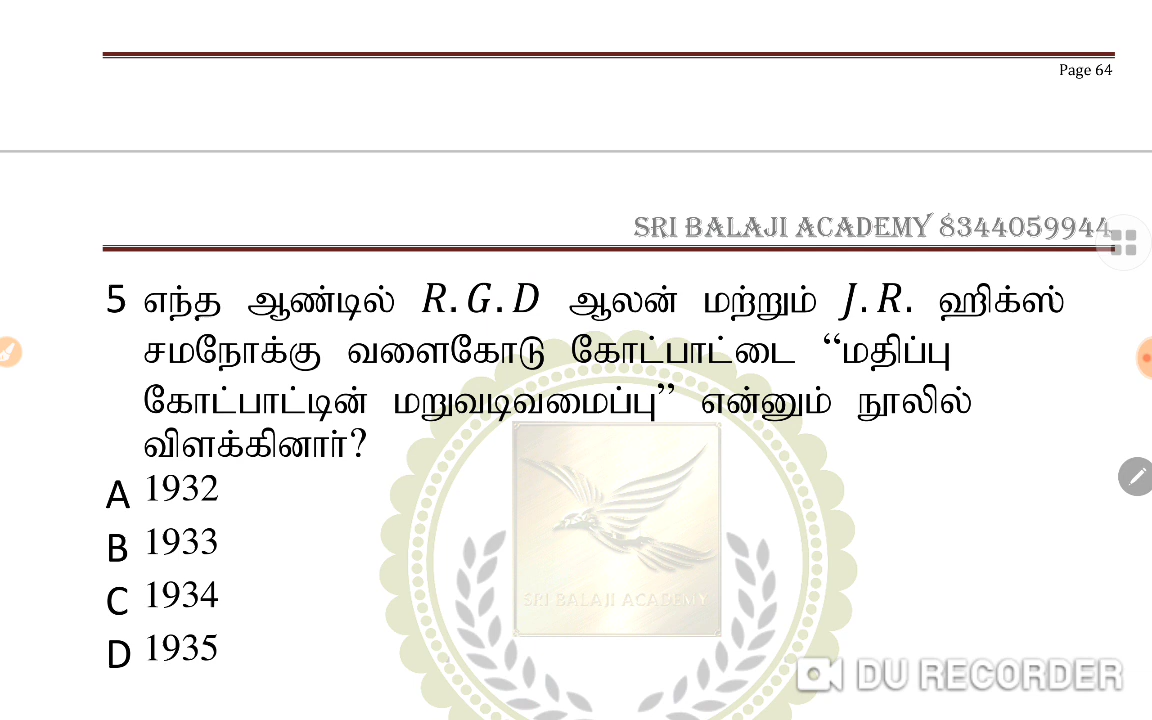 Page 64
SRI BALAJI ACADEMY 8344059944
5 எந்த ஆண்டில் R.G.D ஆலன் மற்றும் J.R. ஹிக்ஸ்
சமநோக்கு வளைகோடு கோட்பாட்டை “மதிப்பு
கோட்பாட்டின் மறுவடிவமைப்பு” என்னும் நூலில்
விளக்கினார்?
A 1932
B 1933
SRI BALAJI ACADEMY
C 1934
D 1935
DU RECORDER